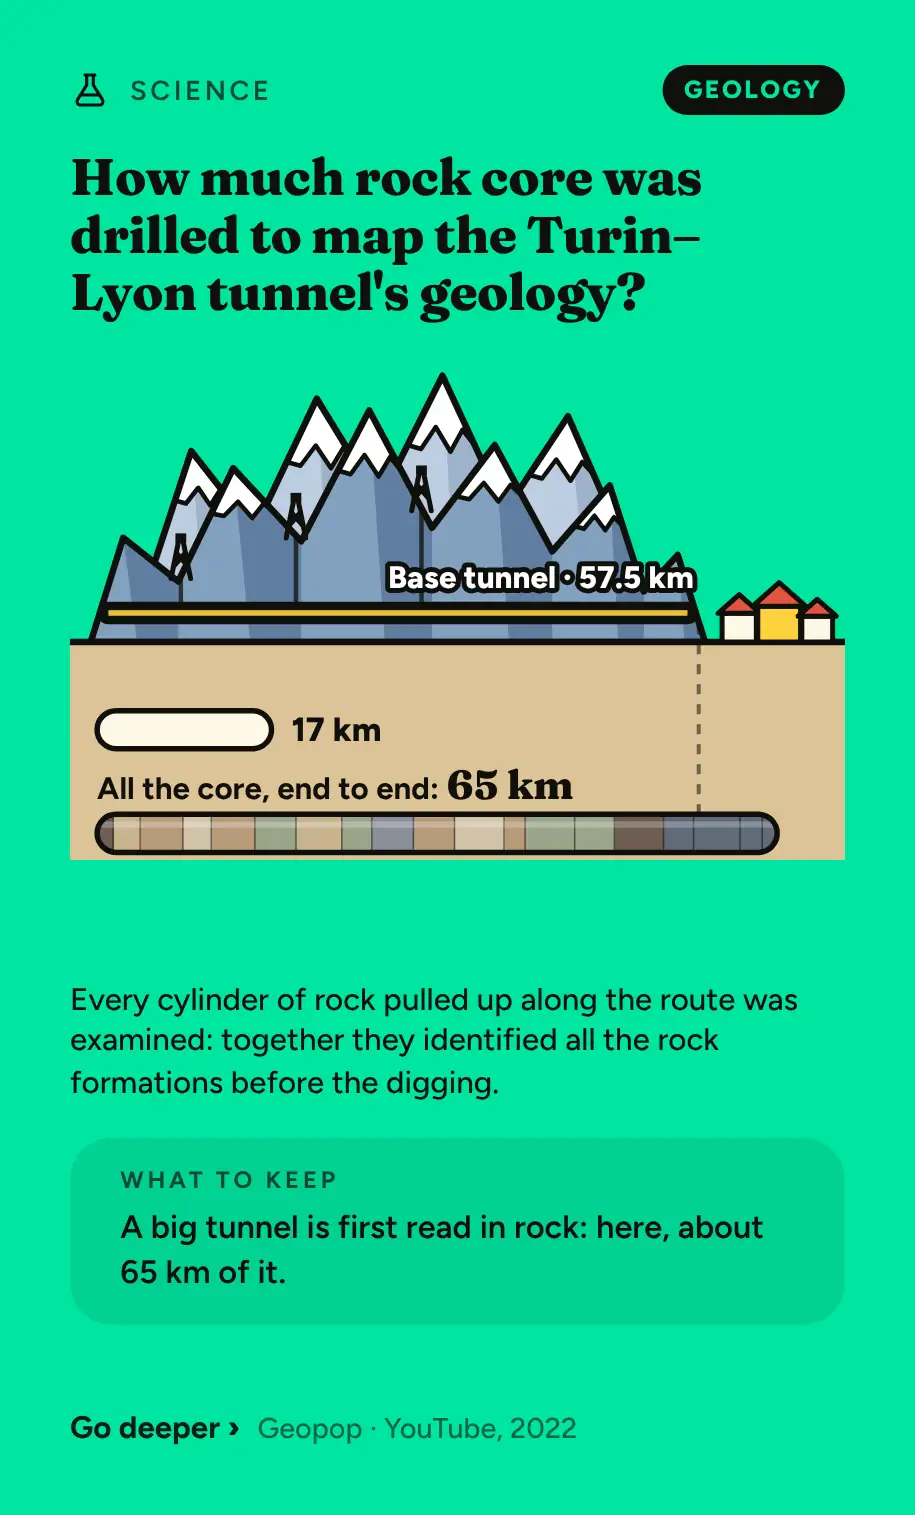 SCIENCE
GEOLOGY
How much rock core was
drilled to map the Turin–
Lyon tunnel's geology?
Base tunnel · 57.5 km
17 km
All the core, end to end: 65 km
Every cylinder of rock pulled up along the route was
examined: together they identified all the rock
formations before the digging.
WHAT TO KEEP
A big tunnel is first read in rock: here, about
65 km of it.
Go deeper › Geopop · YouTube, 2022